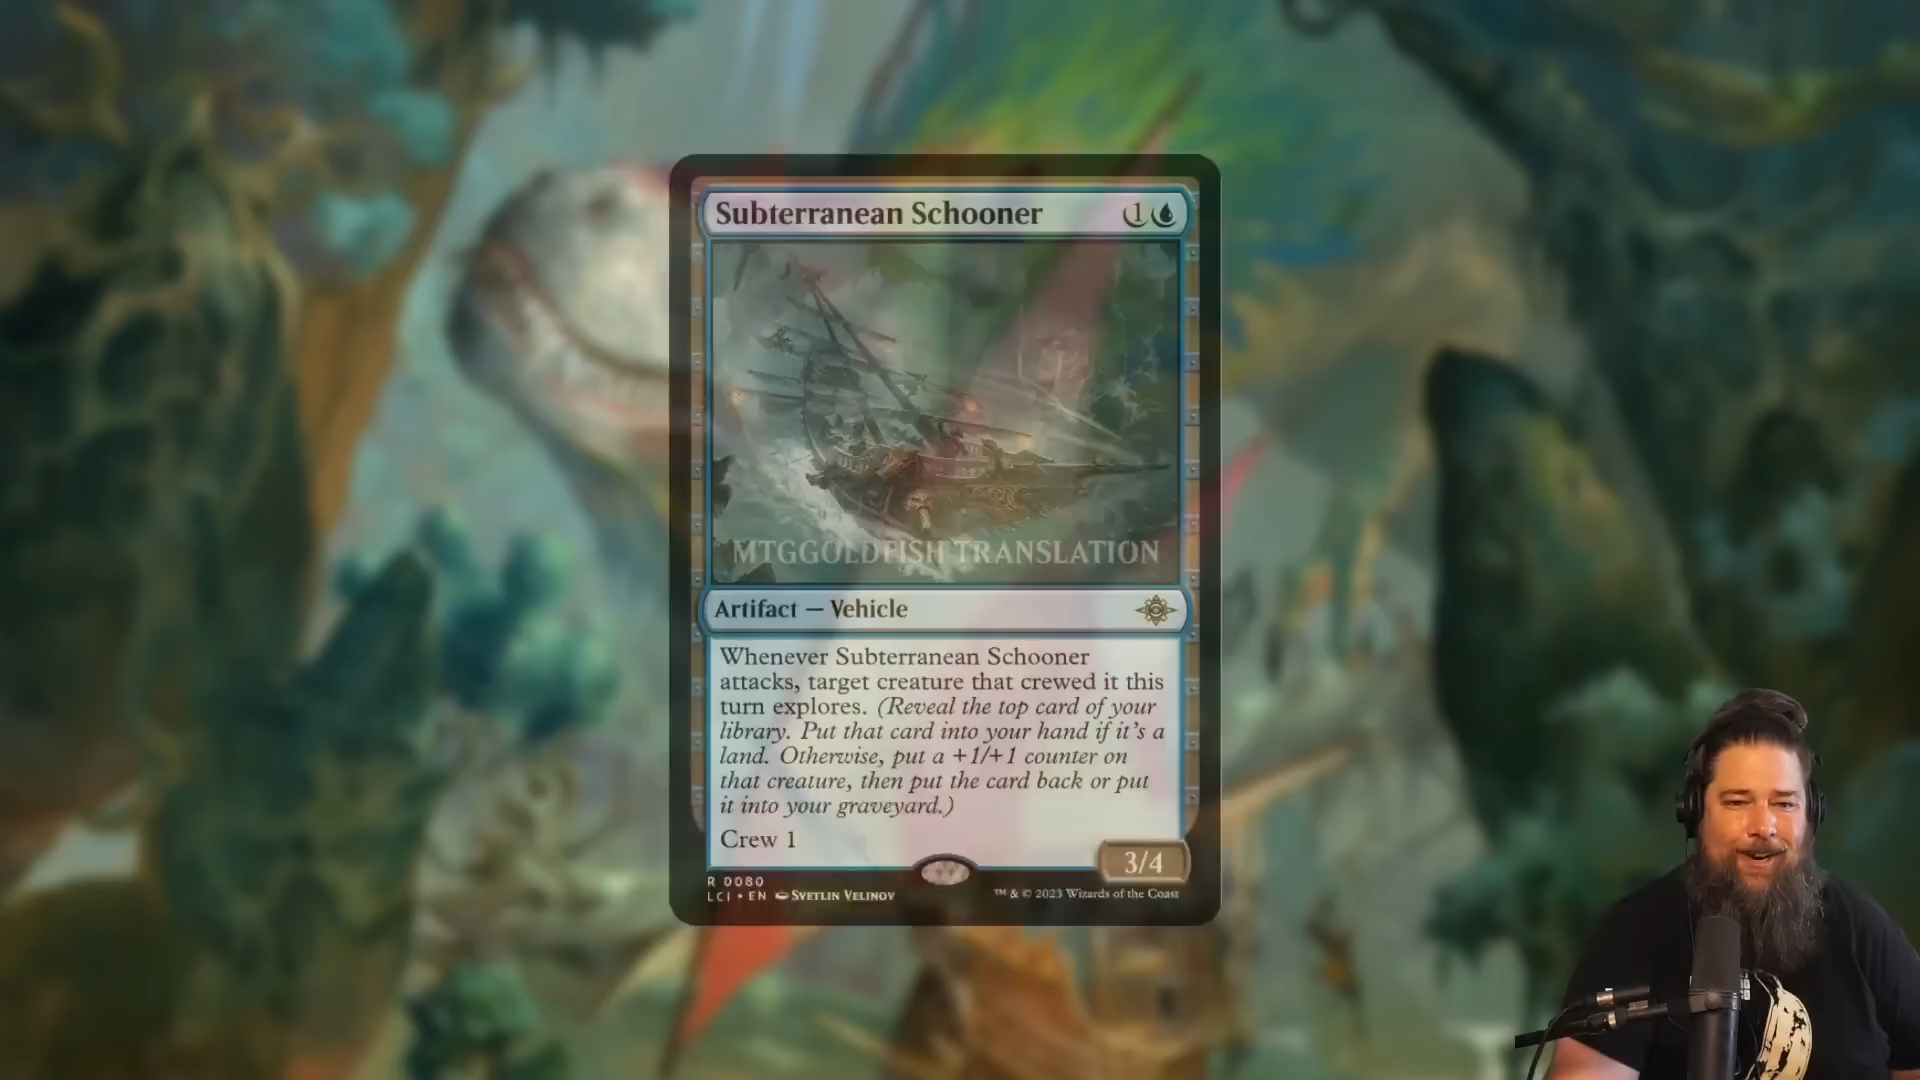 Subterranean Schooner 1
MTGGOLDFISH TRANSLATION
Artifact — Vehicle
Whenever Subterranean Schooner
attacks, target creature that crewed it this
turn explores. (Reveal the top card of your
library. Put that card into your hand if it's a
land. Otherwise, put a +1/+1 counter on
that creature, then put the card back or put
it into your graveyard.)
Crew 1
3/4
R 0080
LCI • EN SVETLIN VELINOV
™ & © 2023 Wizards of the Coast